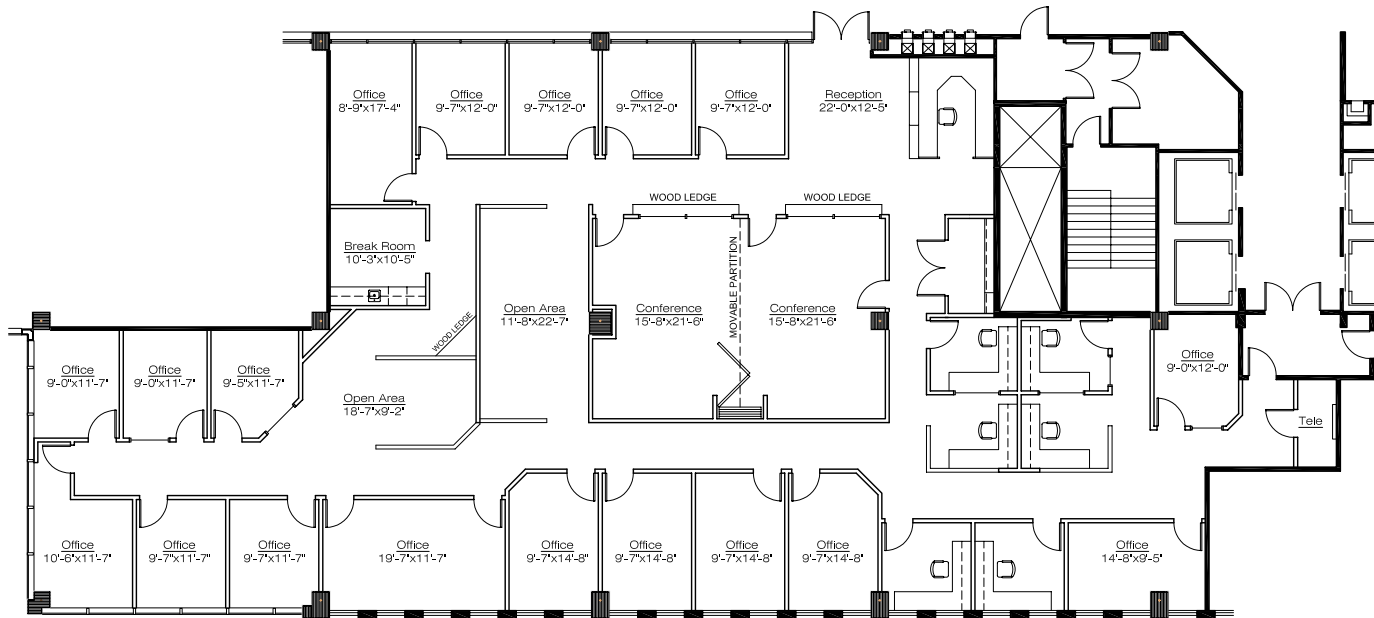 Office
8'-9"x17'-4"
Office
9'-7"x12'-0"
Office
9'-7"x12'-0"
Office
9'-7"x12'-0"
Office
9'-7"x12'-0"
Reception
22'-0"x12'-5"
WOOD LEDGE
WOOD LEDGE
Break Room
10'-3"x10'-5"
MOVABLE PARTITION
Open Area
11'-8"x22'-7"
Conference
15'-8"x21'-6"
Conference
15'-8"x21'-6"
WOOD LEDGE
Office
9'-0"x11'-7"
Office
9'-0"x11'-7"
Office
9'-5"x11'-7"
Office
9'-0"x12'-0"
Open Area
18'-7"x9'-2"
Tele
Office
10'-6"x11'-7"
Office
9'-7"x11'-7"
Office
9'-7"x11'-7"
Office
19'-7"x11'-7"
Office
9'-7"x14'-8"
Office
9'-7"x14'-8"
Office
9'-7"x14'-8"
Office
9'-7"x14'-8"
Office
14'-8"x9'-5"